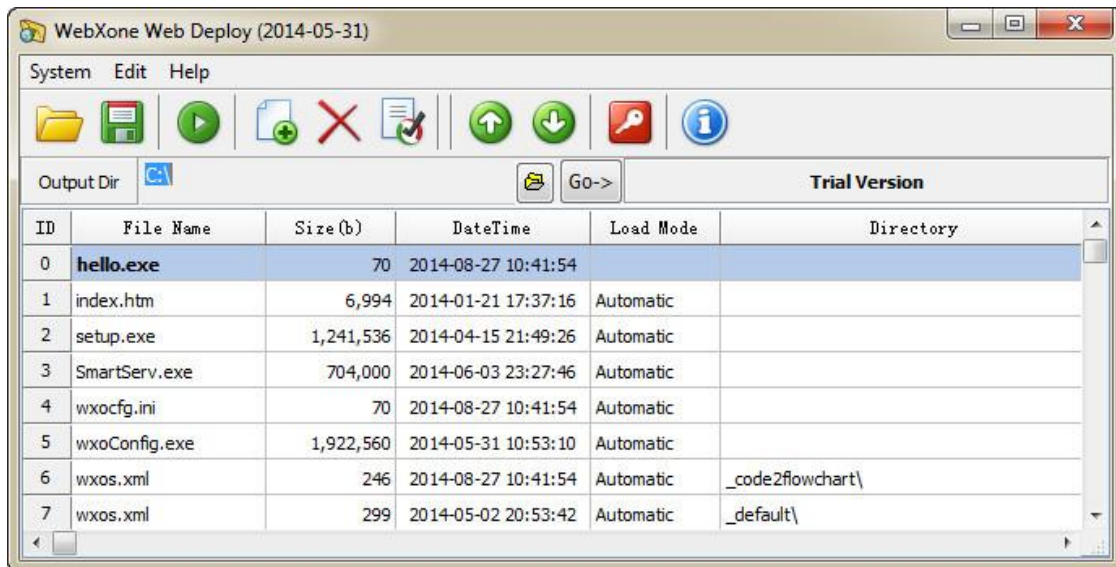 WebXone Web Deploy (2014-05-31)
System Edit Help
Output Dir C:\ Go-> Trial Version
ID File Name Size(b) DateTime Load Mode Directory
0 hello.exe 70 2014-08-27 10:41:54
1 index.htm 6,994 2014-01-21 17:37:16 Automatic
2 setup.exe 1,241,536 2014-04-15 21:49:26 Automatic
3 SmartServ.exe 704,000 2014-06-03 23:27:46 Automatic
4 wxocfg.ini 70 2014-08-27 10:41:54 Automatic
5 wxoConfig.exe 1,922,560 2014-05-31 10:53:10 Automatic
6 wxos.xml 246 2014-08-27 10:41:54 Automatic _code2flowchart\
7 wxos.xml 299 2014-05-02 20:53:42 Automatic _default\